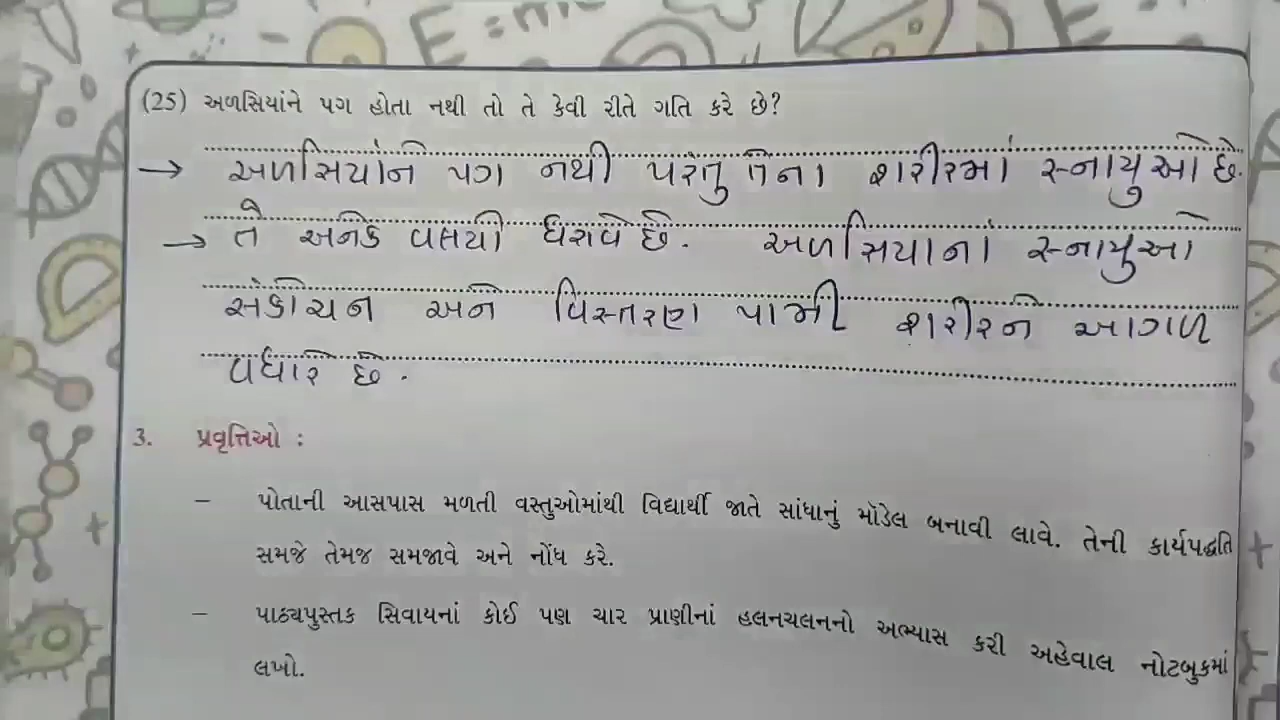 (25) અળસિયાંને પગ હોતા નથી તો તે કેવી રીતે ગતિ કરે છે?
→ અળસિયાંને પગ નથી પરંતુ તેના શરીરમાં સ્નાયુઓ છે.
→ તે અનેક વલયો ધરાવે છે. અળસિયાનાં સ્નાયુઓ
સંકોચન અને વિસ્તરણ પામી શરીરને આગળ
વધારે છે.
3. પ્રવૃત્તિઓ :
– પોતાની આસપાસ મળતી વસ્તુઓમાંથી વિદ્યાર્થી જાતે સાંધાનું મૉડેલ બનાવી લાવે. તેની કાર્યપદ્ધતિ
સમજે તેમજ સમજાવે અને નોંધ કરે.
– પાઠ્યપુસ્તક સિવાયનાં કોઈ પણ ચાર પ્રાણીનાં હલનચલનનો અભ્યાસ કરી અહેવાલ નોટબુકમાં
લખો.